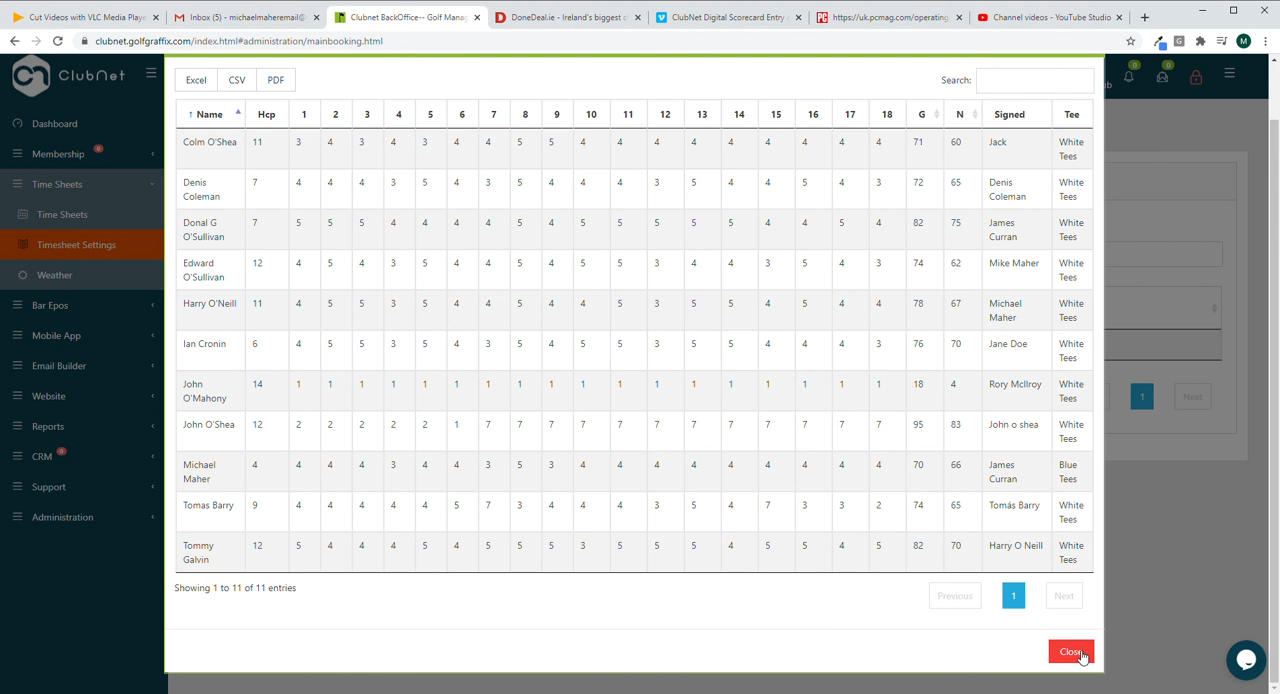 Cut Videos with VLC Media Playe
Inbox (5) - michaelmaheremail@
Clubnet BackOffice-- Golf Manag
DoneDeal.ie - Ireland's biggest c
ClubNet Digital Scorecard Entry
https://uk.pcmag.com/operating
Channel videos - YouTube Studio
clubnet.golfgraffix.com/index.html#administration/mainbooking.html
M
ClubNet
0 0
ub
Dashboard
Membership 0
Time Sheets
Time Sheets
Timesheet Settings
Weather
Bar Epos
Mobile App
Email Builder
Website
Reports
CRM 0
Support
Administration
Excel CSV PDF
Search:
↑ Name Hcp 1 2 3 4 5 6 7 8 9 10 11 12 13 14 15 16 17 18 G N Signed Tee
Colm O'Shea 11 3 4 3 4 3 4 4 5 5 4 4 4 4 4 4 4 4 4 71 60 Jack White
Tees
Denis 7 4 4 4 3 5 4 3 5 4 4 4 3 5 4 4 5 4 3 72 65 Denis White
Coleman Coleman Tees
Donal G 7 5 5 5 4 4 4 4 5 4 5 5 5 5 5 4 4 5 4 82 75 James White
O'Sullivan Curran Tees
Edward 12 4 5 4 3 5 4 4 5 4 5 5 3 4 4 3 5 4 3 74 62 Mike Maher White
O'Sullivan Tees
Harry O'Neill 11 4 5 5 3 5 4 4 5 4 4 5 3 5 5 4 5 4 4 78 67 Michael White
Maher Tees
Ian Cronin 6 4 5 5 3 5 4 3 5 4 5 5 3 5 5 4 4 4 3 76 70 Jane Doe White
Tees
John 14 1 1 1 1 1 1 1 1 1 1 1 1 1 1 1 1 1 1 18 4 Rory McIlroy White
O'Mahony Tees
John O'Shea 12 2 2 2 2 2 1 7 7 7 7 7 7 7 7 7 7 7 7 95 83 John o shea White
Tees
Michael 4 4 4 4 3 4 4 3 5 3 4 4 4 4 4 4 4 4 4 70 66 James Blue
Maher Curran Tees
Tomas Barry 9 4 4 4 4 4 5 7 3 4 4 4 3 5 4 7 3 3 2 74 65 Tomás Barry White
Tees
Tommy 12 5 4 4 4 5 4 5 5 5 3 5 5 5 4 5 5 4 5 82 70 Harry O Neill White
Galvin Tees
Showing 1 to 11 of 11 entries
Previous 1 Next
1 Next
Close